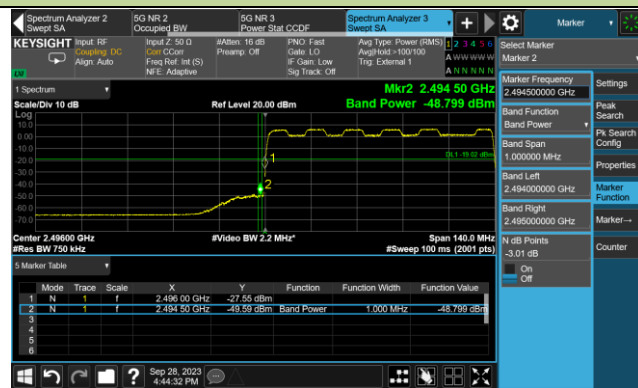 Spectrum Analyzer 2
Swept SA
5G NR 2
Occupied BW
5G NR 3
Power Stat CCDF
Spectrum Analyzer 3
Swept SA
Marker
KEYSIGHT
Input: RF
Coupling: DC
Align: Auto
Input Z: 50 Ω
Corr CCorr
Freq Ref: Int (S)
NFE: Adaptive
#Atten: 16 dB
Preamp: Off
PNO: Fast
Gate: LO
IF Gain: Low
Sig Track: Off
Avg Type: Power (RMS)
Avg|Hold >100/100
Trig: External 1
1 2 3 4 5 6
A W W W W W
A N N N N N
Select Marker
Marker 2
1 Spectrum
Scale/Div 10 dB
Log
Ref Level 20.00 dBm
Mkr2 2.494 50 GHz
Band Power -48.799 dBm
10.0
0.00
-10.0
-20.0
-30.0
-40.0
-50.0
-60.0
-70.0
DL1 -19.02 dBm
1
2
Center 2.49600 GHz
#Res BW 750 kHz
#Video BW 2.2 MHz*
Span 140.0 MHz
#Sweep 100 ms (2001 pts)
5 Marker Table
Mode Trace Scale X Y Function Function Width Function Value
1 N 1 f 2.496 00 GHz -27.55 dBm
2 N 1 f 2.494 50 GHz -49.59 dBm Band Power 1.000 MHz -48.799 dBm
3
4
5
6
Marker Frequency
2.494500000 GHz
Band Function
Band Power
Band Span
1.000000 MHz
Band Left
2.494000000 GHz
Band Right
2.495000000 GHz
N dB Points
-3.01 dB
On
Off
Settings
Peak
Search
Pk Search
Config
Properties
Marker
Function
Marker→
Counter
Sep 28, 2023
4:44:32 PM